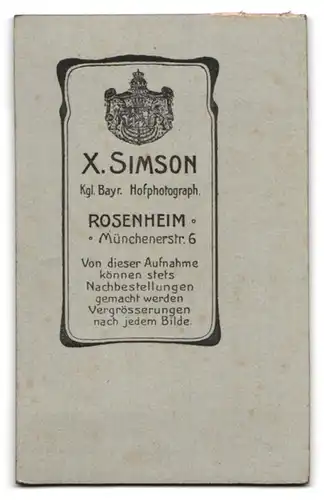 X. SIMSON
Kgl. Bayr. Hofphotograph.
ROSENHEIM
Münchenerstr. 6
Von dieser Aufnahme
können stets
Nachbestellungen
gemacht werden
Vergrösserungen
nach jedem Bilde.